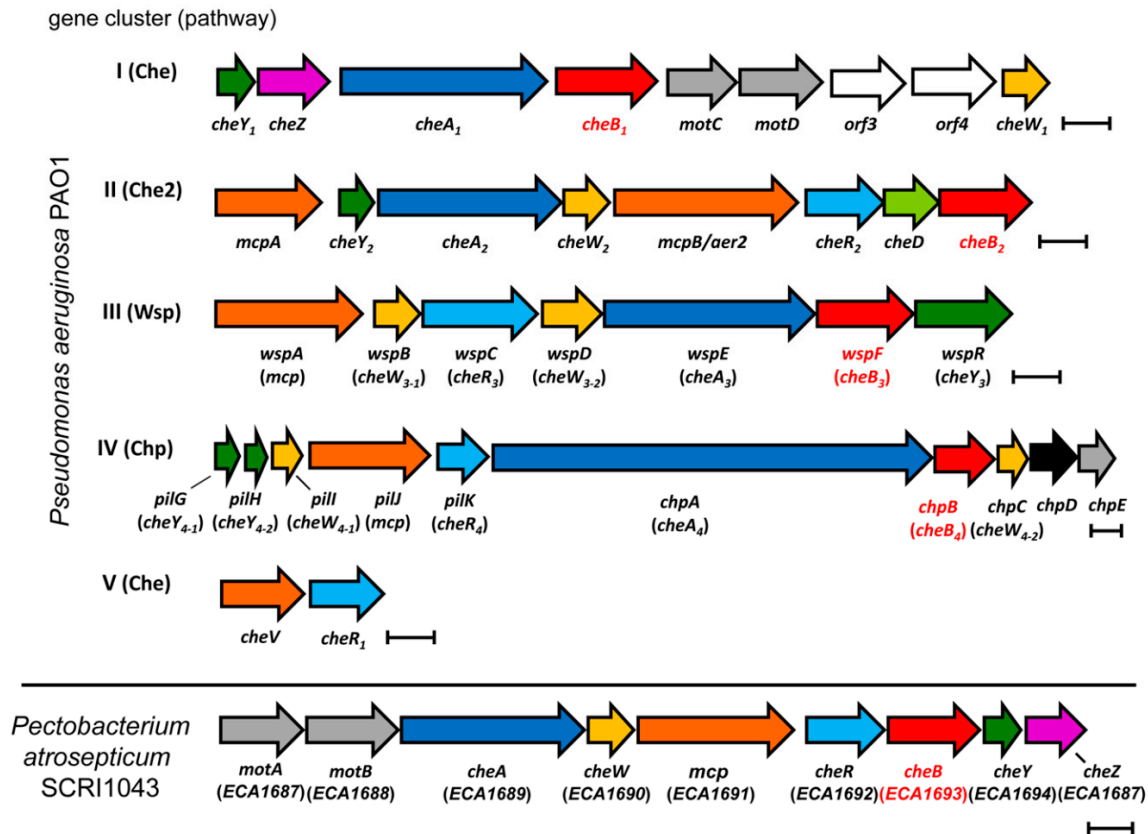 gene cluster (pathway)
Pseudomonas aeruginosa PAO1
I (Che)
cheY1 cheZ cheA1 cheB1 motC motD orf3 orf4 cheW1
II (Che2)
mcpA cheY2 cheA2 cheW2 mcpB/aer2 cheR2 cheD cheB2
III (Wsp)
wspA wspB wspC wspD wspE wspF wspR
(mcp) (cheW3-1) (cheR3) (cheW3-2) (cheA3) (cheB3) (cheY3)
IV (Chp)
pilG pilH pilI pilJ pilK chpA chpB chpC chpD chpE
(cheY4-1) (cheY4-2) (cheW4-1) (mcp) (cheR4) (cheA4) (cheB4) (cheW4-2)
V (Che)
cheV cheR1
Pectobacterium
atrosepticum
SCRI1043
motA motB cheA cheW mcp cheR cheB cheY cheZ
(ECA1687) (ECA1688) (ECA1689) (ECA1690) (ECA1691) (ECA1692) (ECA1693) (ECA1694) (ECA1687)